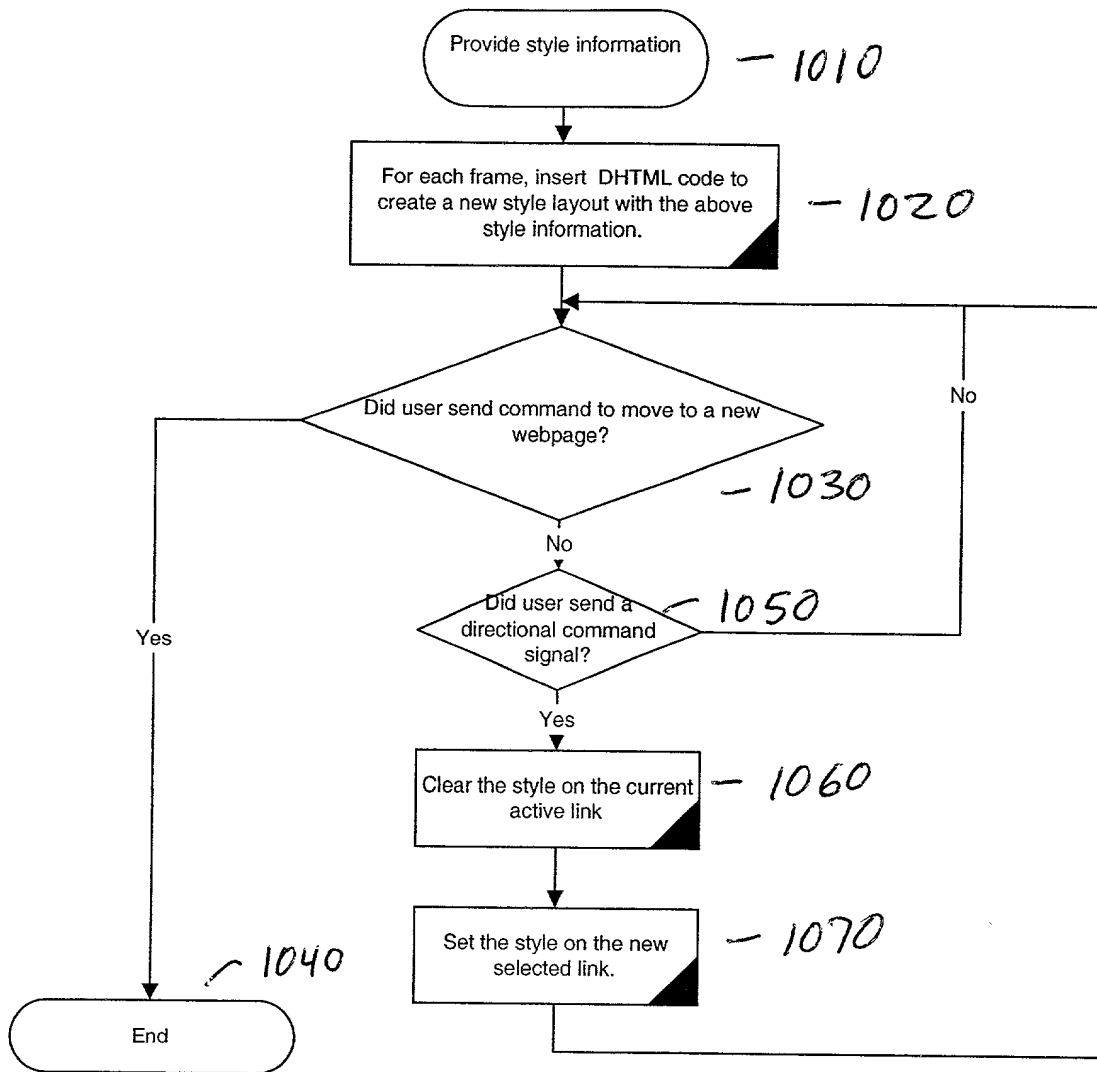 Provide style information
1010
For each frame, insert DHTML code to
create a new style layout with the above
style information.
1020
Did user send command to move to a new
webpage?
1030
No
No
Did user send a
directional command
signal?
1050
Yes
Yes
Clear the style on the current
active link
1060
Set the style on the new
selected link.
1070
1040
End